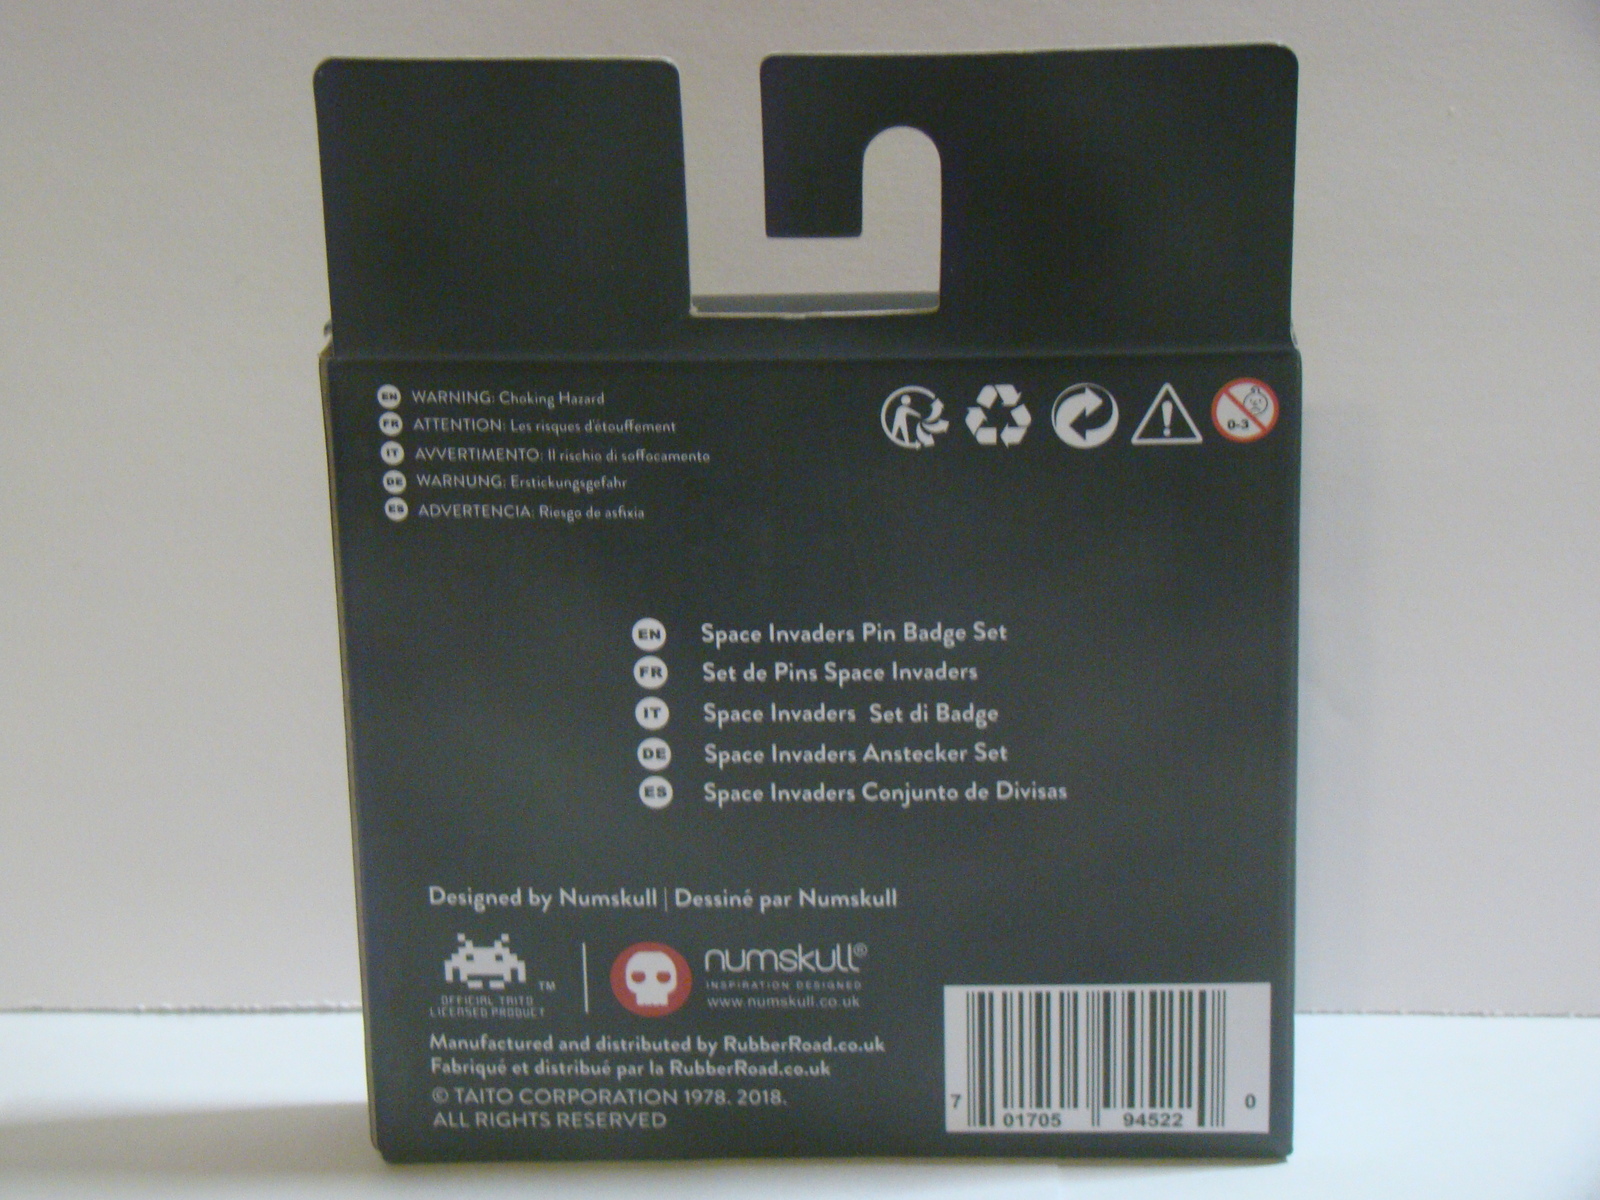 EN WARNING: Choking Hazard
FR ATTENTION: Les risques d'étouffement
IT AVVERTIMENTO: Il rischio di soffocamento
DE WARNUNG: Erstickungsgefahr
ES ADVERTENCIA: Riesgo de asfixia
0-3
EN Space Invaders Pin Badge Set
FR Set de Pins Space Invaders
IT Space Invaders Set di Badge
DE Space Invaders Anstecker Set
ES Space Invaders Conjunto de Divisas
Designed by Numskull | Dessiné par Numskull
TM
OFFICIAL TAITO
LICENSED PRODUCT
numskull®
INSPIRATION DESIGNED
www.numskull.co.uk
Manufactured and distributed by RubberRoad.co.uk
Fabriqué et distribué par la RubberRoad.co.uk
© TAITO CORPORATION 1978. 2018.
ALL RIGHTS RESERVED
7 01705 94522 0